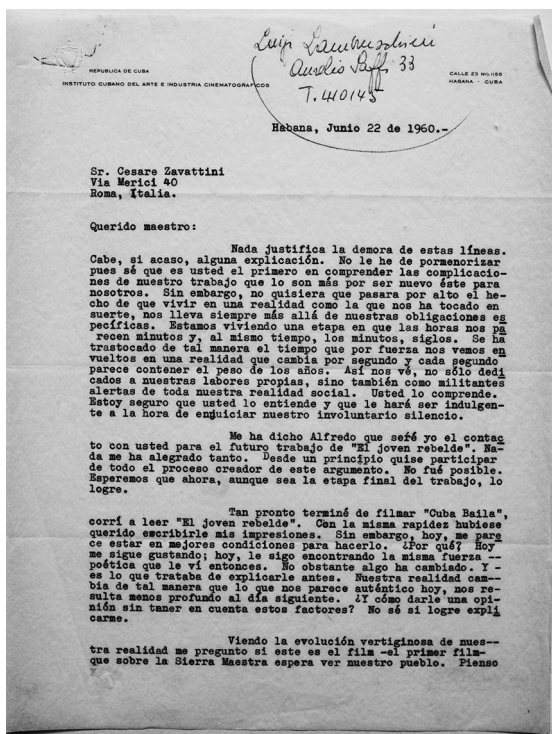 Luigi
Aurelio Saffi 33
T. 440145
REPUBLICA DE CUBA
INSTITUTO CUBANO DEL ARTE E INDUSTRIA CINEMATOGRAFICOS
CALLE 23 No. 1155
HABANA - CUBA
Habana, Junio 22 de 1960.-
Sr. Cesare Zavattini
Via Merici 40
Roma, Italia.
Querido maestro:
Nada justifica la demora de estas líneas.
Cabe, si acaso, alguna explicación. No le he de pormenorizar
pues sé que es usted el primero en comprender las complicacio-
nes de nuestro trabajo que lo son más por ser nuevo éste para
nosotros. Sin embargo, no quisiera que pasara por alto el he-
cho de que vivir en una realidad como la que nos ha tocado en
suerte, nos lleva siempre más allá de nuestras obligaciones es
pecíficas. Estamos viviendo una etapa en que las horas nos pa
recen minutos y, al mismo tiempo, los minutos, siglos. Se ha
trastocado de tal manera el tiempo que por fuerza nos vemos en
vueltos en una realidad que cambia por segundo y cada segundo
parece contener el peso de los años. Así nos vé, no sólo dedi
cados a nuestras labores propias, sino también como militantes
alertas de toda nuestra realidad social. Usted lo comprende.
Estoy seguro que usted lo entiende y que le hará ser indulgen-
te a la hora de enjuiciar nuestro involuntario silencio.
Me ha dicho Alfredo que seré yo el contac
to con usted para el futuro trabajo de "El joven rebelde". Na-
da me ha alegrado tanto. Desde un principio quise participar
de todo el proceso creador de este argumento. No fué posible.
Esperemos que ahora, aunque sea la etapa final del trabajo, lo
logre.
Tan pronto terminé de filmar "Cuba Baila",
corrí a leer "El joven rebelde". Con la misma rapidez hubiese
querido escribirle mis impresiones. Sin embargo, hoy, me pare
ce estar en mejores condiciones para hacerlo. ¿Por qué? Hoy
me sigue gustando; hoy, le sigo encontrando la misma fuerza --
poética que le ví entonces. No obstante algo ha cambiado. Y -
es lo que trataba de explicarle antes. Nuestra realidad cam--
bia de tal manera que lo que nos parece auténtico hoy, nos re-
sulta menos profundo al día siguiente. ¿Y cómo darle una opi-
nión sin taner en cuenta estos factores? No sé si logre expli
carme.
Viendo la evolución vertiginosa de nues--
tra realidad me pregunto si este es el film -el primer film-
que sobre la Sierra Maestra espera ver nuestro pueblo. Pienso